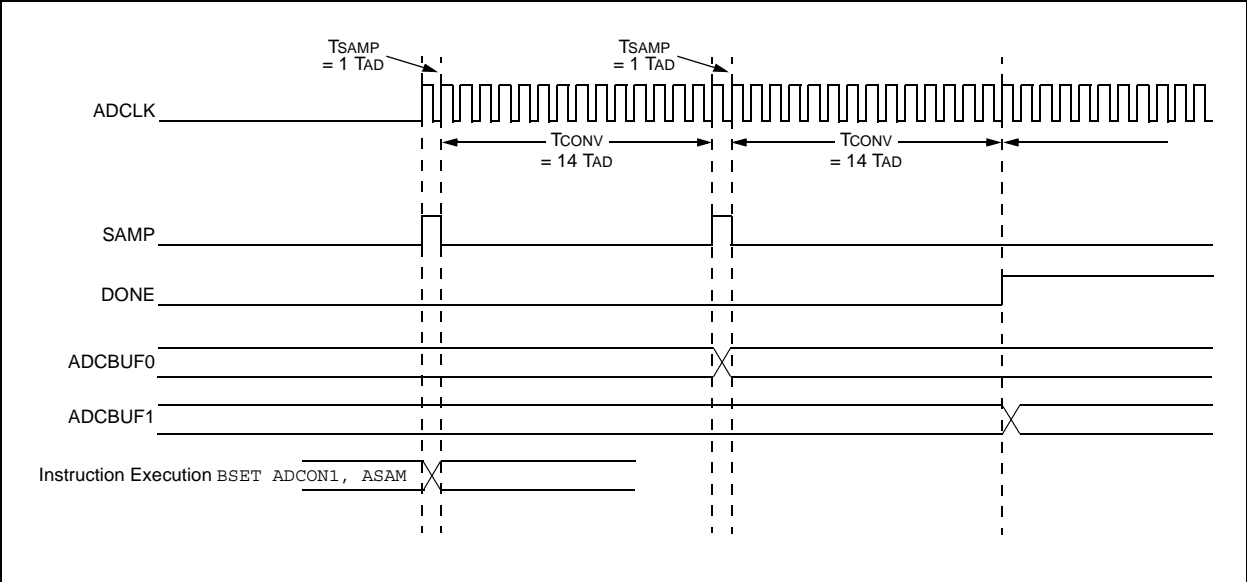 TSAMP
= 1 TAD
TSAMP
= 1 TAD
ADCLK
TCONV
= 14 TAD
TCONV
= 14 TAD
SAMP
DONE
ADCBUF0
ADCBUF1
Instruction Execution BSET ADCON1, ASAM